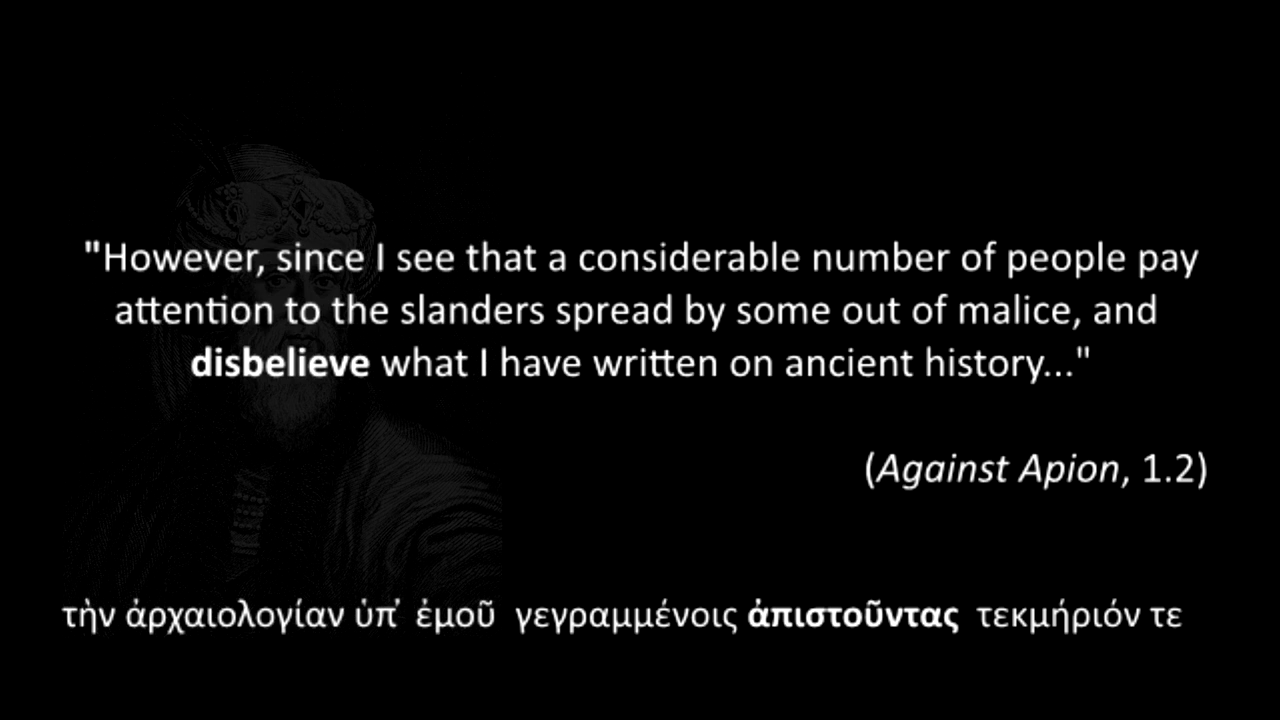 "However, since I see that a considerable number of people pay
attention to the slanders spread by some out of malice, and
disbelieve what I have written on ancient history..."
(Against Apion, 1.2)
τὴν ἀρχαιολογίαν ὑπ’ ἐμοῦ γεγραμμένοις ἀπιστοῦντας τεκμήριόν τε